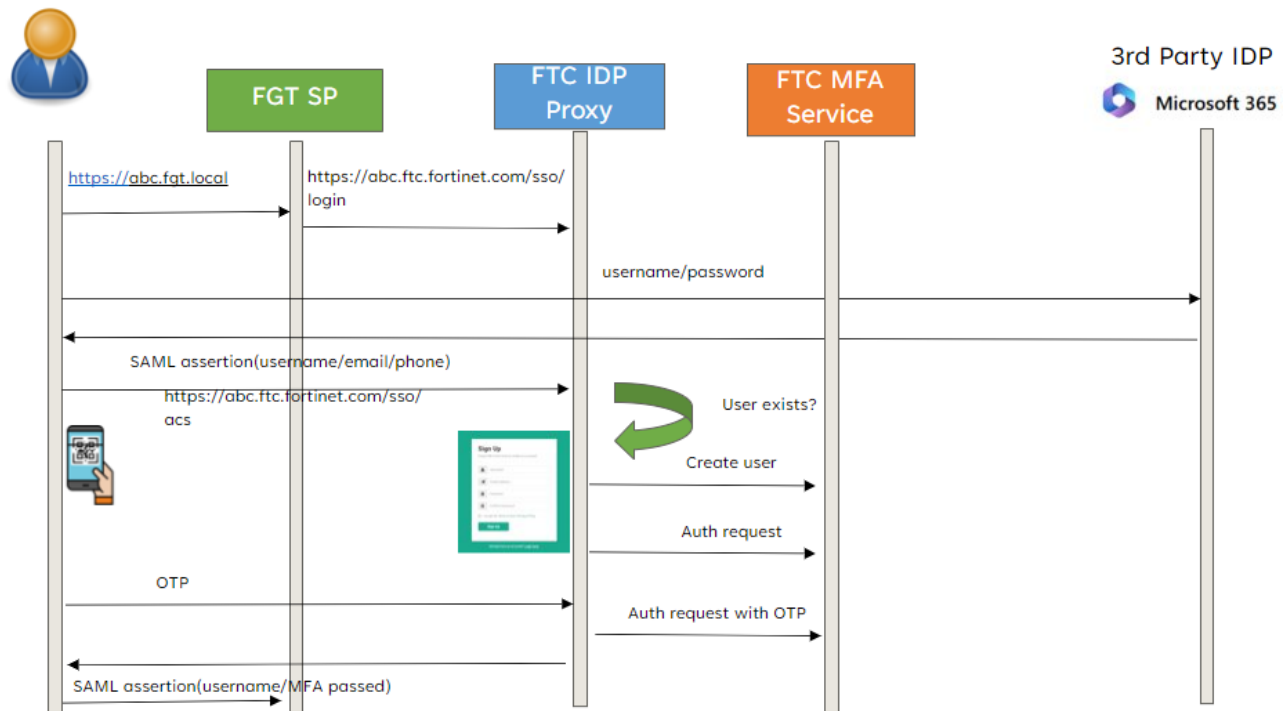 3rd Party IDP
Microsoft 365
FGT SP
FTC IDP
Proxy
FTC MFA
Service
https://abc.fgt.local
https://abc.ftc.fortinet.com/sso/
login
username/password
SAML assertion(username/email/phone)
https://abc.ftc.fortinet.com/sso/
acs
User exists?
Sign Up
Create user
Auth request
OTP
Auth request with OTP
SAML assertion(username/MFA passed)